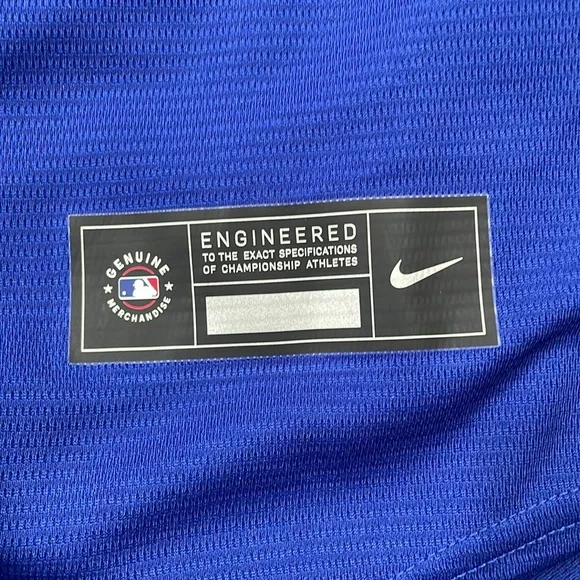 GENUINE
MERCHANDISE
ENGINEERED
TO THE EXACT SPECIFICATIONS
OF CHAMPIONSHIP ATHLETES